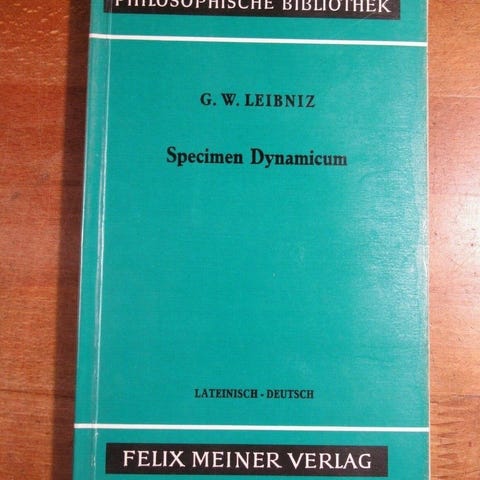 PHILOSOPHISCHE BIBLIOTHEK
G. W. LEIBNIZ
Specimen Dynamicum
LATEINISCH - DEUTSCH
FELIX MEINER VERLAG